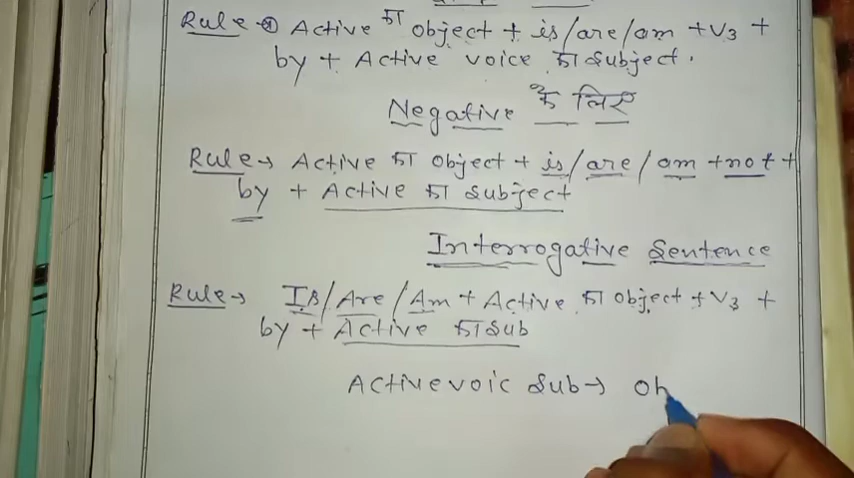 Rule → Active का object + is/are/am + V3 +
by + Active voice का Subject.
Negative के लिए
Rule → Active का object + is/are/am + not +
by + Active का Subject
Interrogative Sentence
Rule → Is/Are/Am + Active का object + V3 +
by + Active का Sub
Active voic Sub → Ob